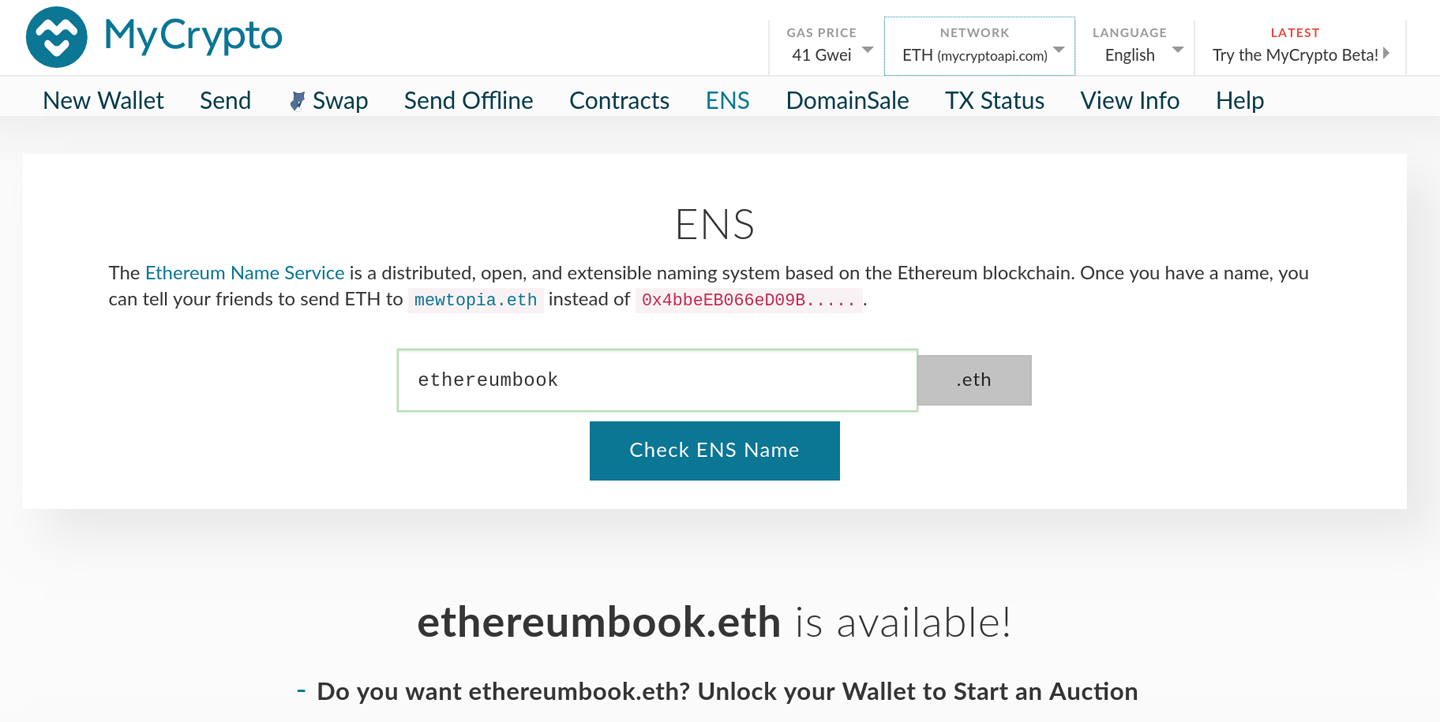 MyCrypto
GAS PRICE
41 Gwei
NETWORK
ETH (mycryptoapi.com)
LANGUAGE
English
LATEST
Try the MyCrypto Beta!
New Wallet
Send
Swap
Send Offline
Contracts
ENS
DomainSale
TX Status
View Info
Help
ENS
The Ethereum Name Service is a distributed, open, and extensible naming system based on the Ethereum blockchain. Once you have a name, you
can tell your friends to send ETH to mewtopia.eth instead of 0x4bbeEB066eD09B..... .
ethereumbook
.eth
Check ENS Name
ethereumbook.eth is available!
- Do you want ethereumbook.eth? Unlock your Wallet to Start an Auction